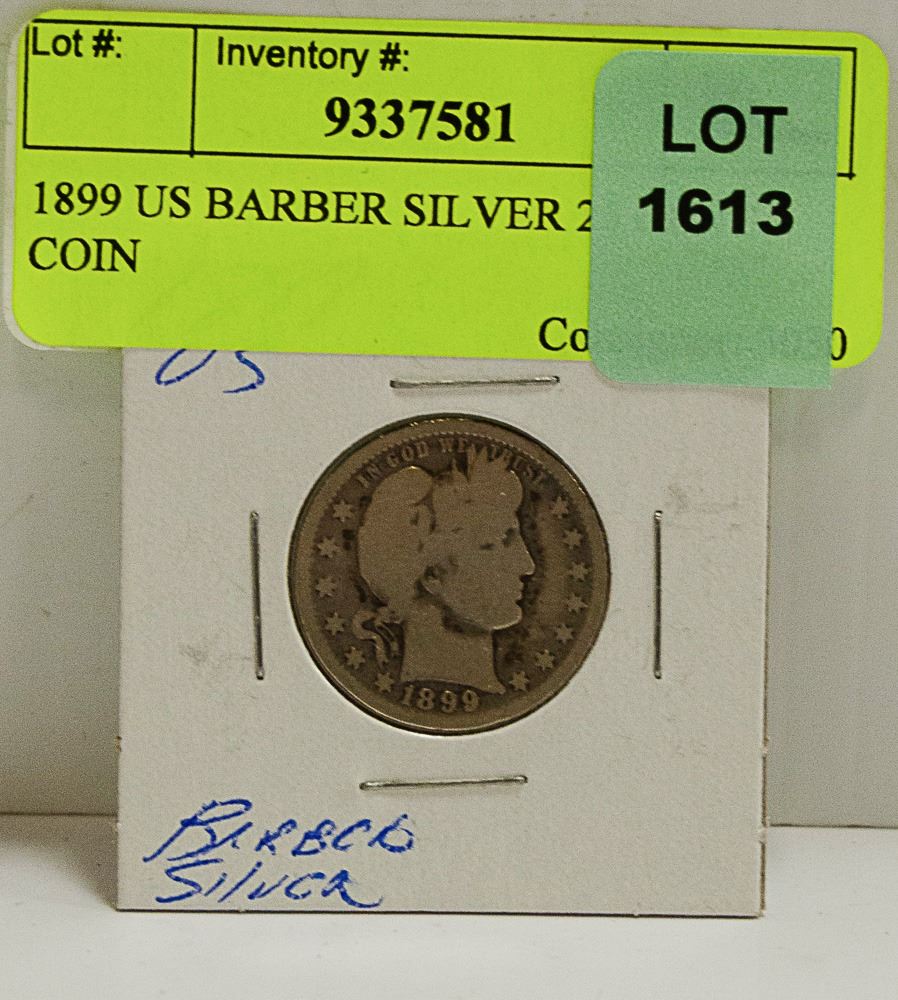 Lot #:
Inventory #:
9337581
LOT
1613
1899 US BARBER SILVER 2
COIN
Co
0
US
IN GOD WE TRUST
1899
BARBER
SILVER